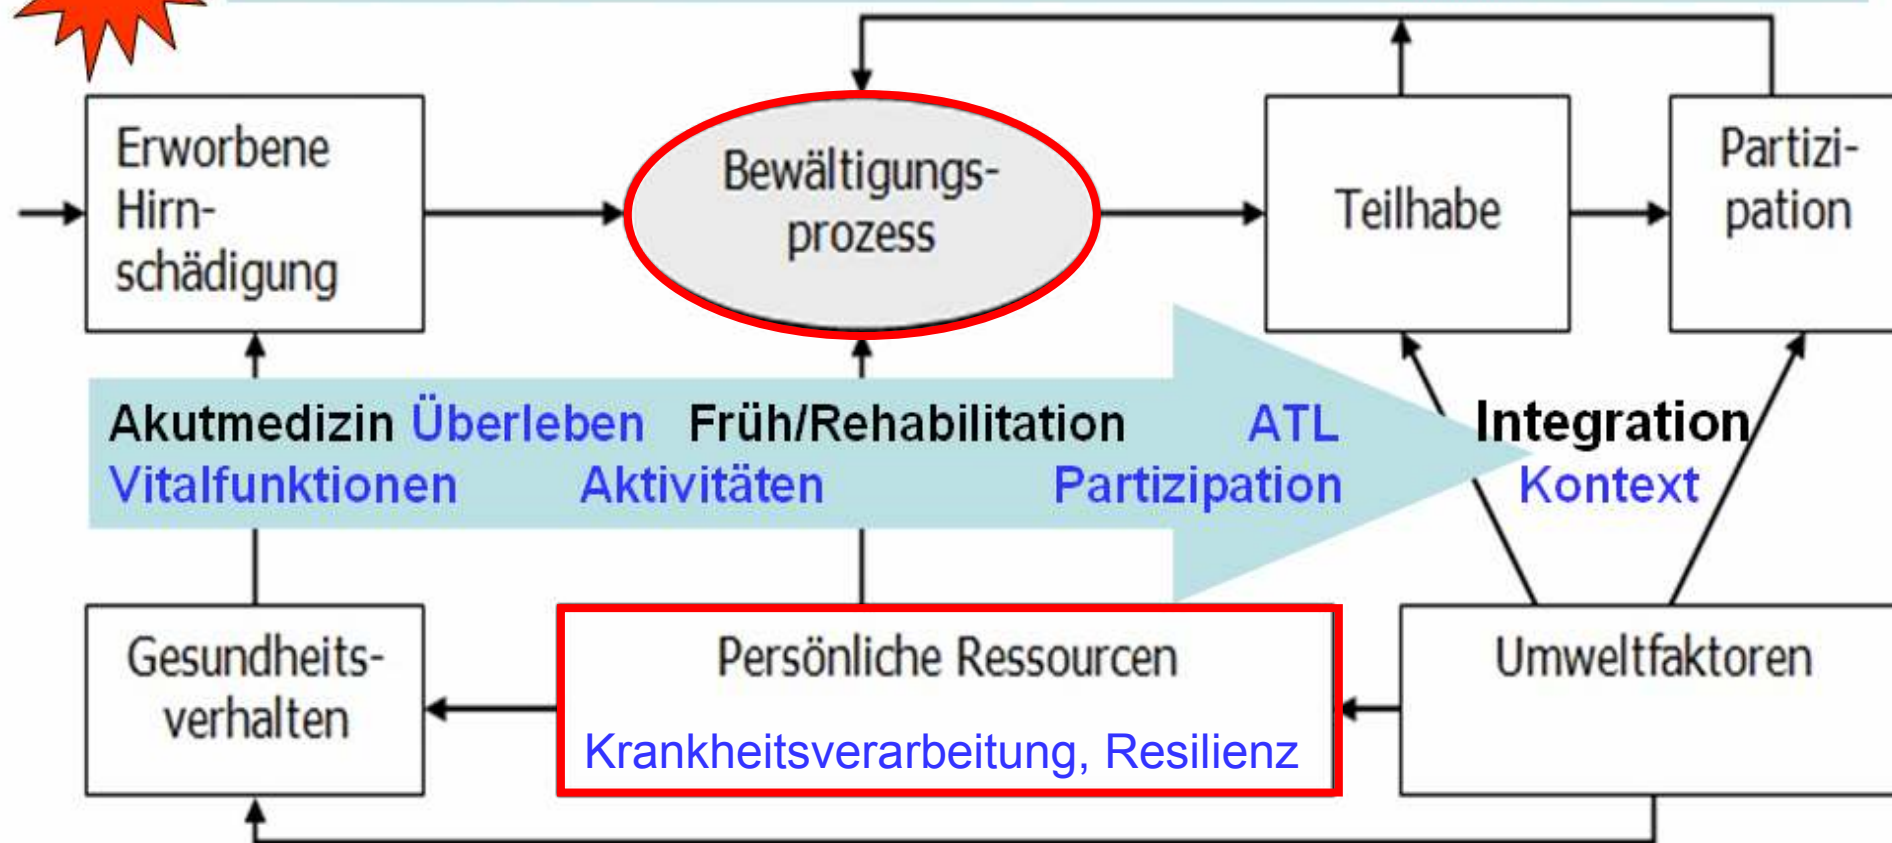 Erworbene
Hirn-
schädigung
Bewältigungs-
prozess
Teilhabe
Partizi-
pation
Akutmedizin Überleben Früh/Rehabilitation ATL Integration
Vitalfunktionen Aktivitäten Partizipation Kontext
Gesundheits-
verhalten
Persönliche Ressourcen
Krankheitsverarbeitung, Resilienz
Umweltfaktoren